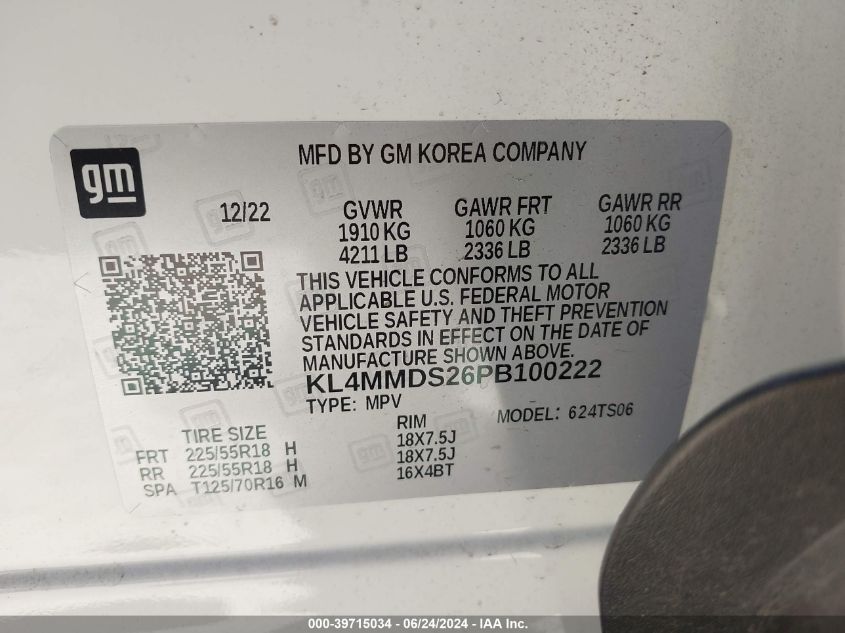 gm
MFD BY GM KOREA COMPANY
12/22
GVWR GAWR FRT GAWR RR
1910 KG 1060 KG 1060 KG
4211 LB 2336 LB 2336 LB
THIS VEHICLE CONFORMS TO ALL
APPLICABLE U.S. FEDERAL MOTOR
VEHICLE SAFETY AND THEFT PREVENTION
STANDARDS IN EFFECT ON THE DATE OF
MANUFACTURE SHOWN ABOVE.
KL4MMDS26PB100222
TYPE: MPV MODEL: 624TS06
TIRE SIZE RIM
FRT 225/55R18 H 18X7.5J
RR 225/55R18 H 18X7.5J
SPA T125/70R16 M 16X4BT
000-39715034 - 06/24/2024 - IAA Inc.